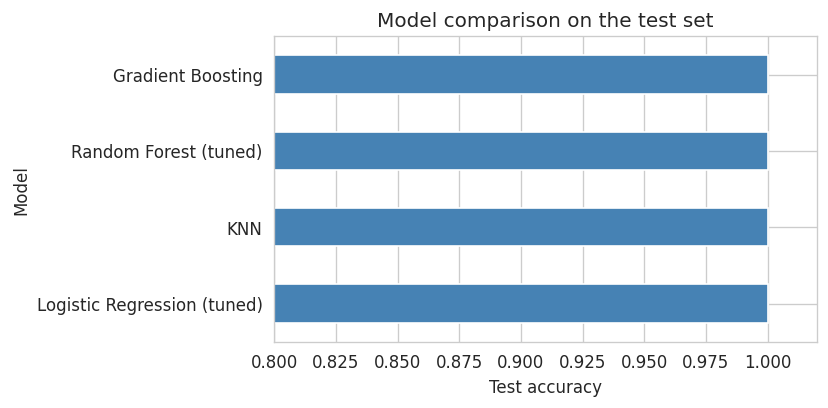 Model comparison on the test set
Gradient Boosting
Random Forest (tuned)
KNN
Logistic Regression (tuned)
Model
0.800 0.825 0.850 0.875 0.900 0.925 0.950 0.975 1.000
Test accuracy